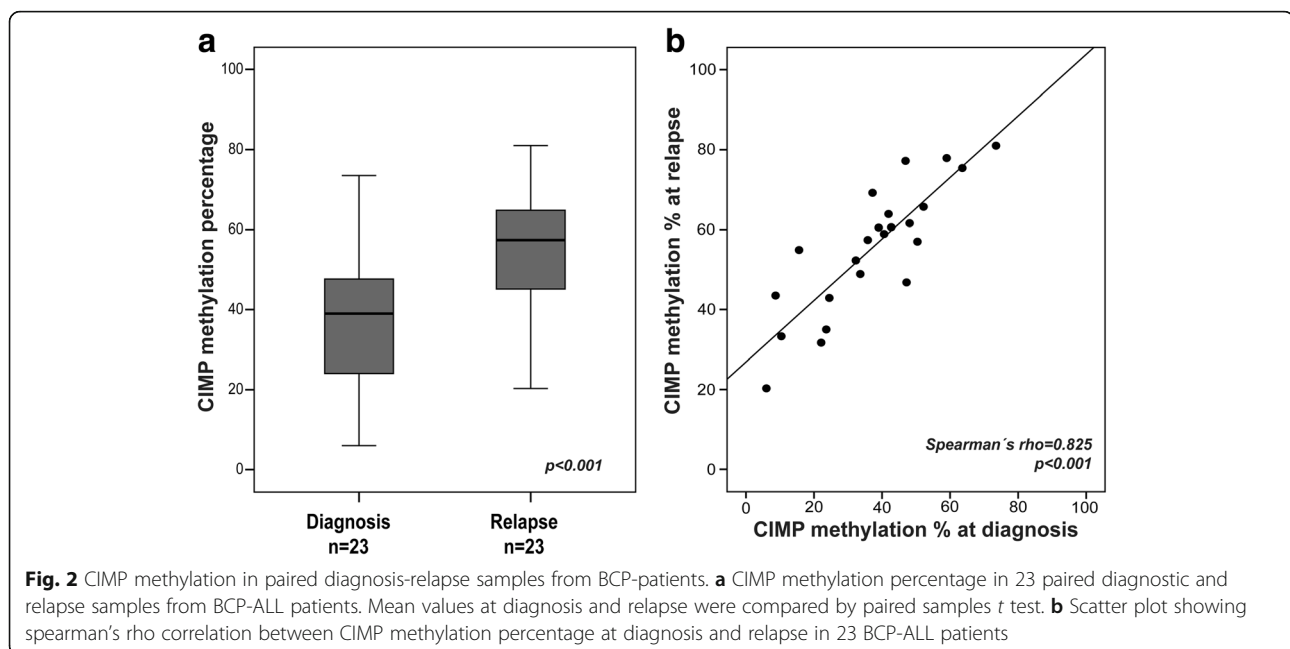 a
CIMP methylation percentage
100
80
60
40
20
0
p<0.001
Diagnosis
n=23
Relapse
n=23
b
CIMP methylation % at relapse
100
80
60
40
20
0
Spearman´s rho=0.825
p<0.001
0 20 40 60 80 100
CIMP methylation % at diagnosis
Fig. 2 CIMP methylation in paired diagnosis-relapse samples from BCP-patients. a CIMP methylation percentage in 23 paired diagnostic and
relapse samples from BCP-ALL patients. Mean values at diagnosis and relapse were compared by paired samples t test. b Scatter plot showing
spearman's rho correlation between CIMP methylation percentage at diagnosis and relapse in 23 BCP-ALL patients